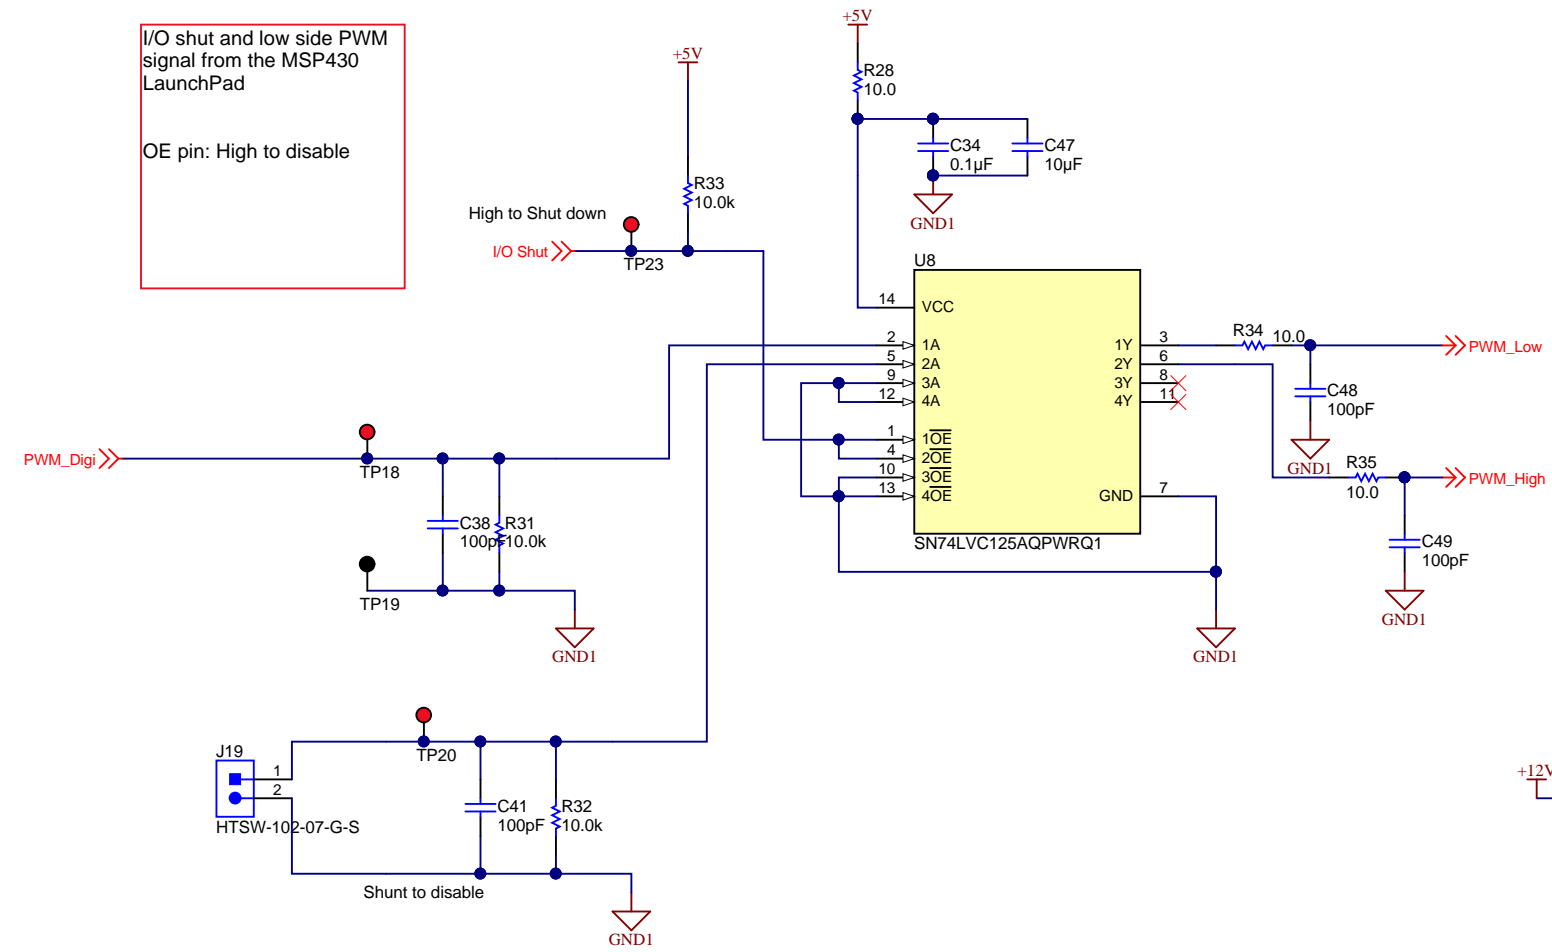 I/O shut and low side PWM
signal from the MSP430
LaunchPad
OE pin: High to disable
+5V
R33
10.0k
High to Shut down
I/O Shut
TP23
+5V
R28
10.0
C34
0.1µF
C47
10µF
GND1
U8
14
VCC
2
1A
5
2A
9
3A
12
4A
1
1OE
4
2OE
10
3OE
13
4OE
1Y
3
2Y
6
3Y
8
4Y
11
GND
7
SN74LVC125AQPWRQ1
R34
10.0
PWM_Low
C48
100pF
GND1
R35
10.0
PWM_High
C49
100pF
GND1
GND1
PWM_Digi
TP18
C38
100pF
R31
10.0k
TP19
GND1
J19
1
2
HTSW-102-07-G-S
TP20
C41
100pF
R32
10.0k
Shunt to disable
GND1
+12V